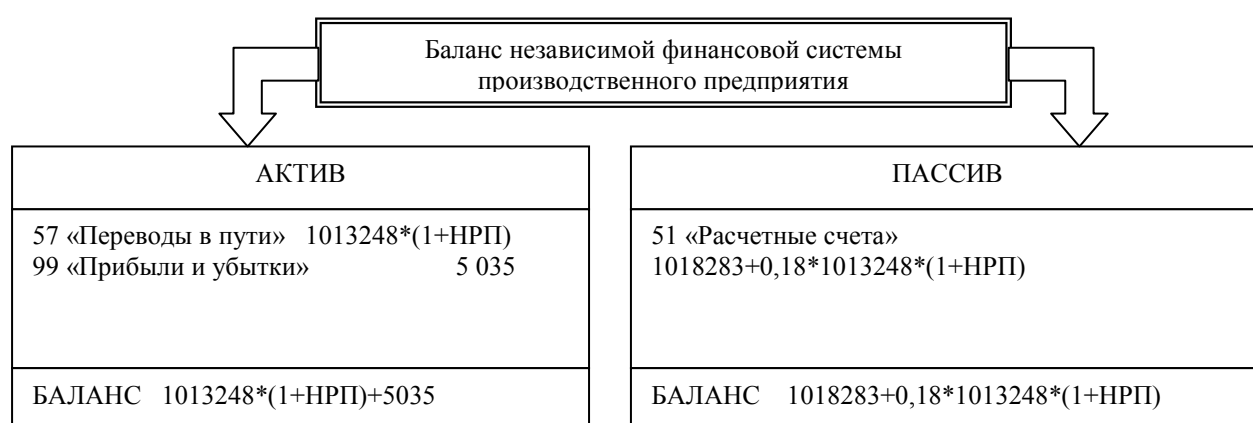 Баланс независимой финансовой системы
производственного предприятия
АКТИВ
57 «Переводы в пути» 1013248*(1+НРП)
99 «Прибыли и убытки» 5 035
БАЛАНС 1013248*(1+НРП)+5035
ПАССИВ
51 «Расчетные счета»
1018283+0,18*1013248*(1+НРП)
БАЛАНС 1018283+0,18*1013248*(1+НРП)